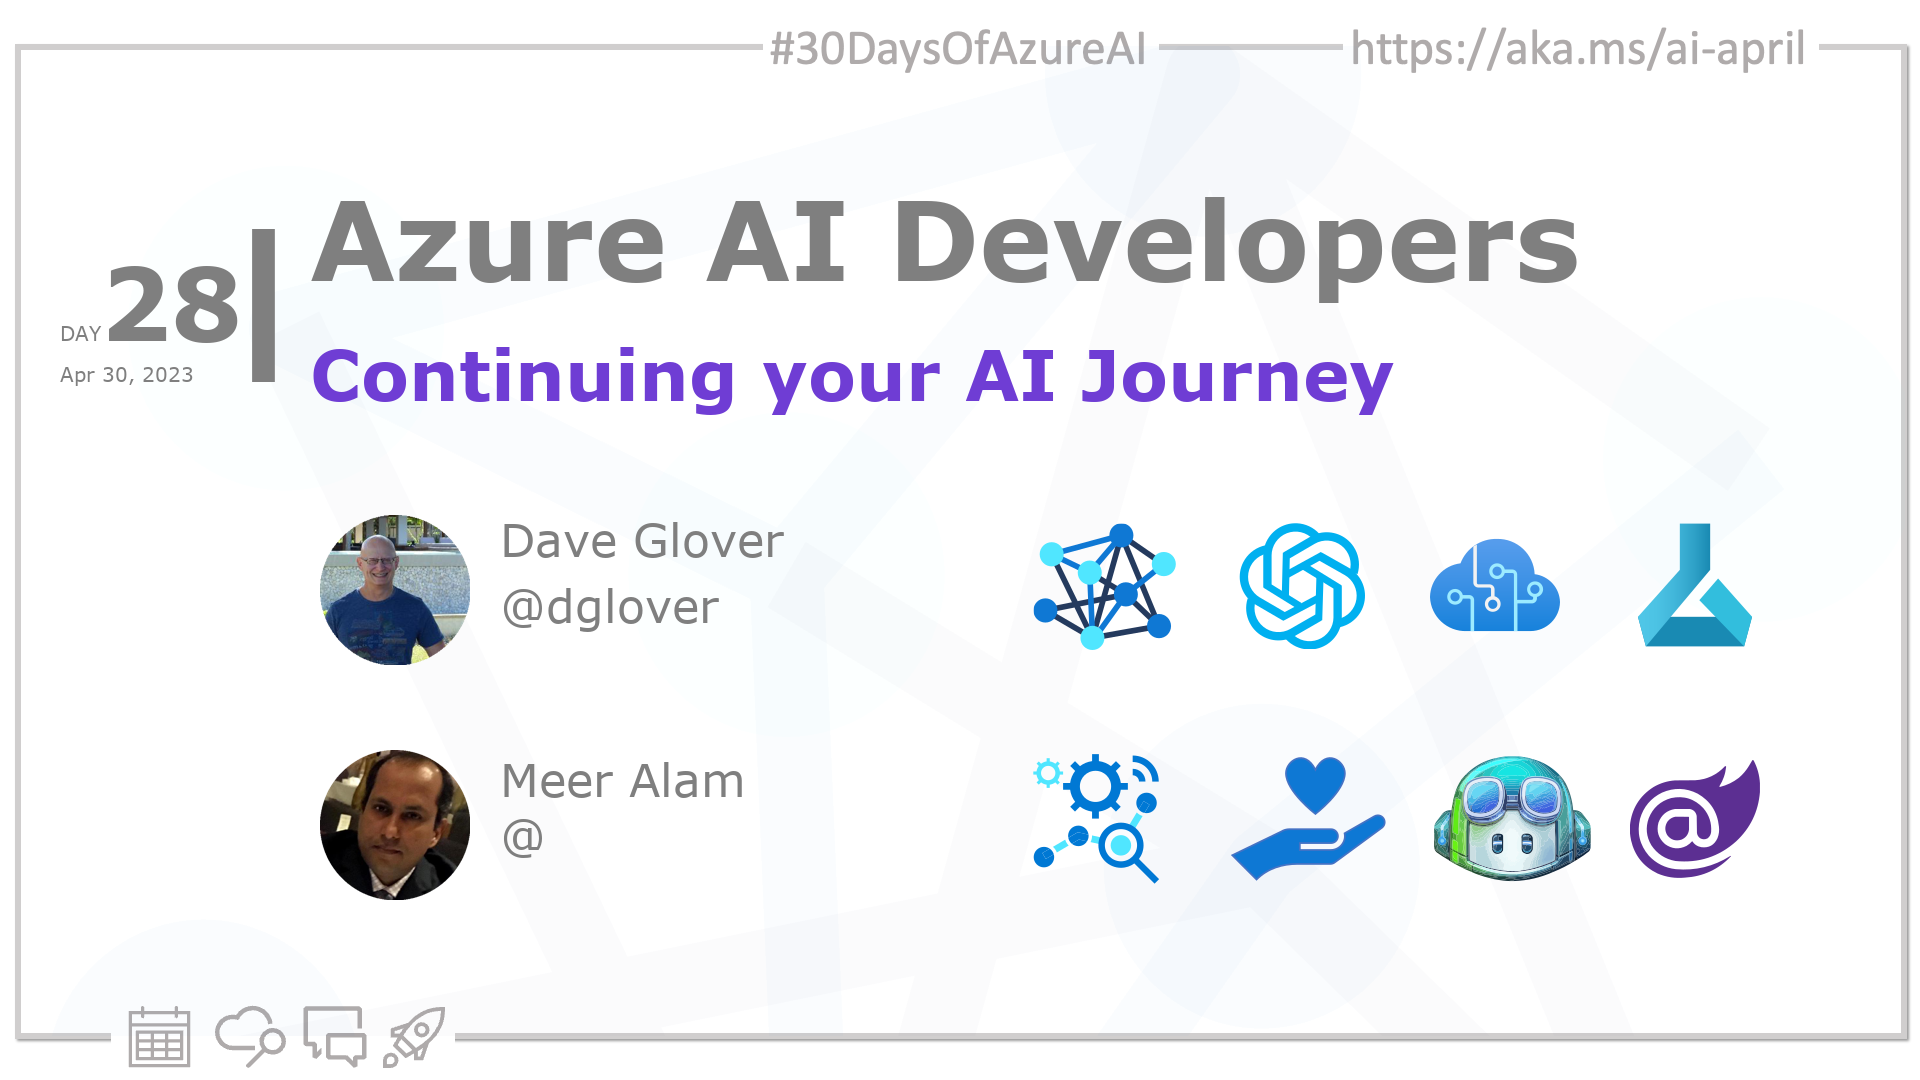 #30DaysOfAzureAI
https://aka.ms/ai-april
Azure AI Developers
DAY 28
Apr 30, 2023
Continuing your AI Journey
Dave Glover
@dglover
Meer Alam
@